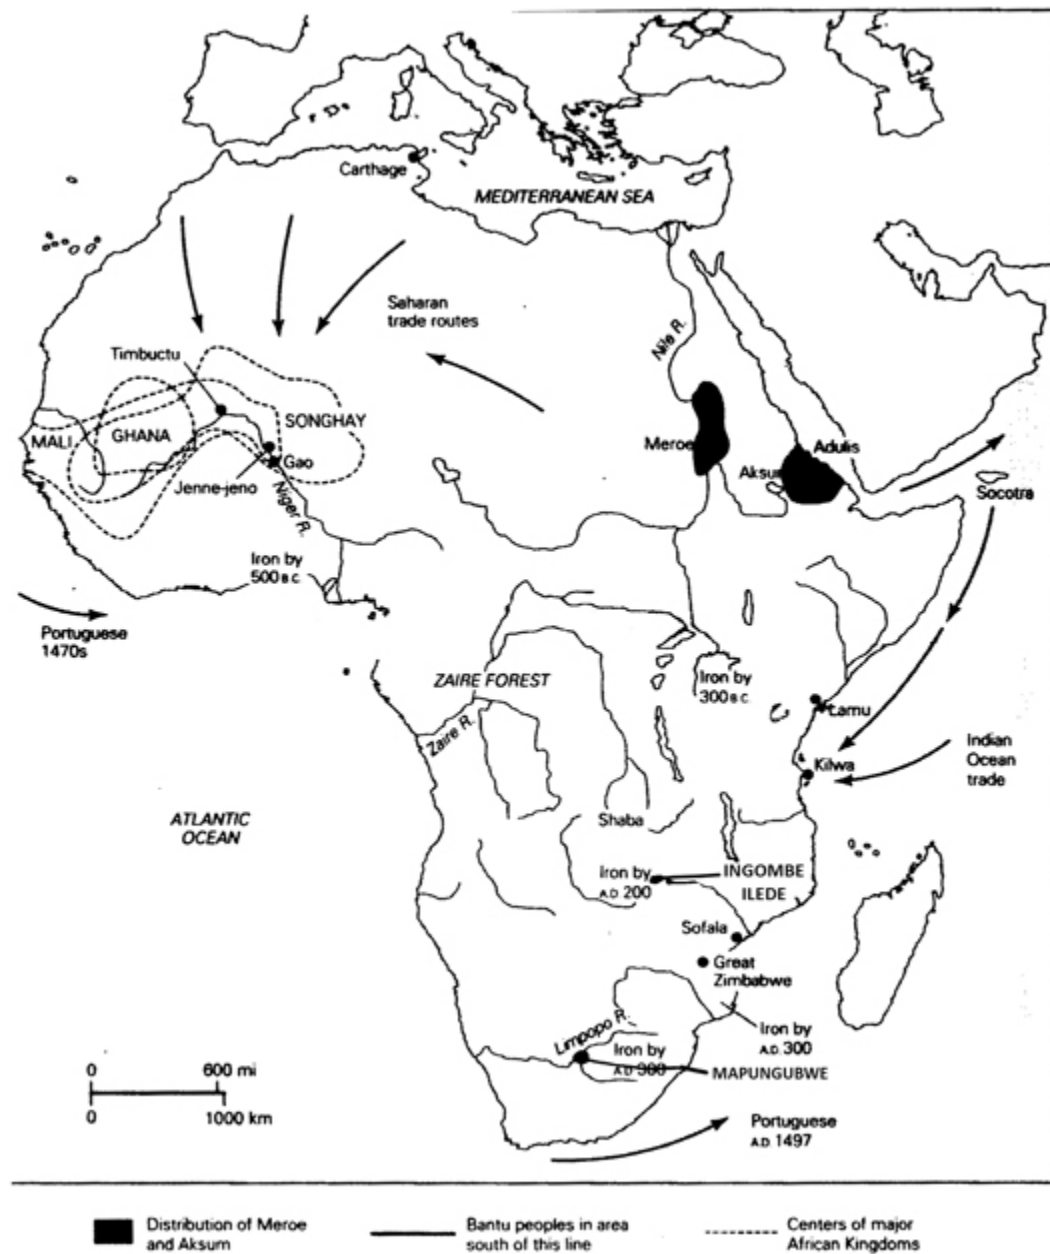 Carthage
MEDITERRANEAN SEA
Saharan
trade routes
Nile R.
Timbuctu
MALI
GHANA
SONGHAY
Gao
Jenne-jeno
Niger R.
Meroe
Adulis
Aksum
Socotra
Iron by
500 B.C.
Portuguese
1470s
ZAIRE FOREST
Zaire R.
Iron by
300 B.C.
Lamu
Kilwa
Indian
Ocean
trade
ATLANTIC
OCEAN
Shaba
Iron by
A.D. 200
INGOMBE
ILEDE
Sofala
Great
Zimbabwe
Limpopo R.
Iron by
A.D. 300
Iron by
A.D. 300
MAPUNGUBWE
0 600 mi
0 1000 km
Portuguese
A.D. 1497
Distribution of Meroe
and Aksum
Bantu peoples in area
south of this line
Centers of major
African Kingdoms